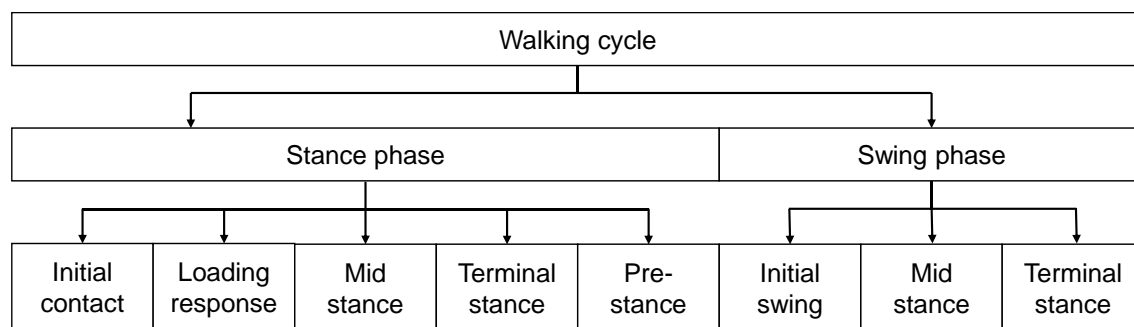 Walking cycle
Stance phase
Swing phase
Initial
contact
Loading
response
Mid
stance
Terminal
stance
Pre-
stance
Initial
swing
Mid
stance
Terminal
stance